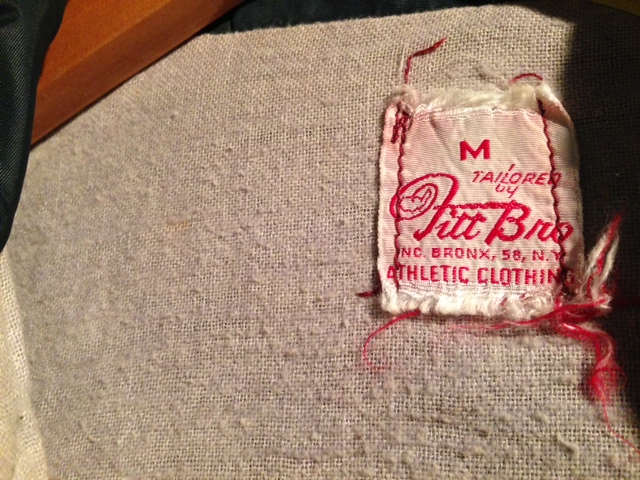 M
TAILORED
by
Pitt Bro
INC. BRONX, 58, N.Y.
ATHLETIC CLOTHING